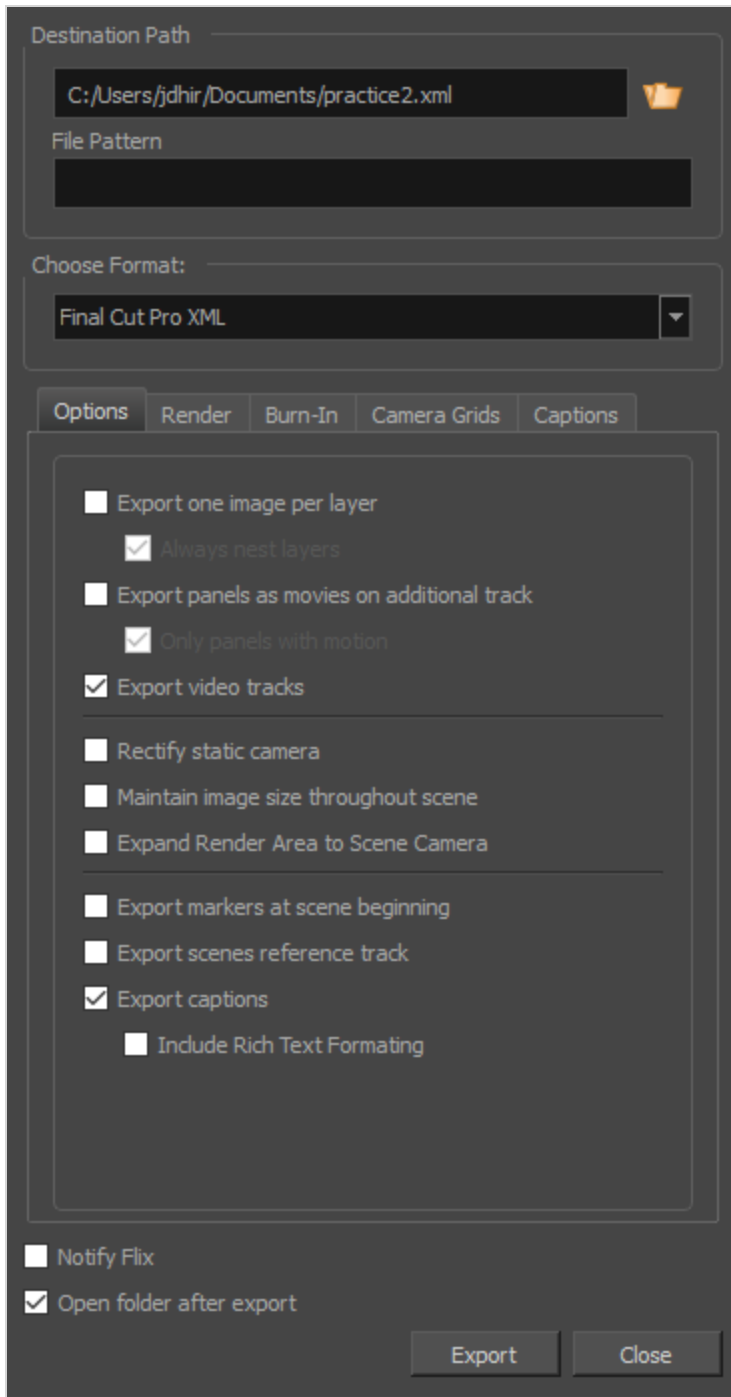 Destination Path
C:/Users/jdhir/Documents/practice2.xml
File Pattern
Choose Format:
Final Cut Pro XML
Options Render Burn-In Camera Grids Captions
Export one image per layer
Always nest layers
Export panels as movies on additional track
Only panels with motion
Export video tracks
Rectify static camera
Maintain image size throughout scene
Expand Render Area to Scene Camera
Export markers at scene beginning
Export scenes reference track
Export captions
Include Rich Text Formating
Notify Flix
Open folder after export
Export Close